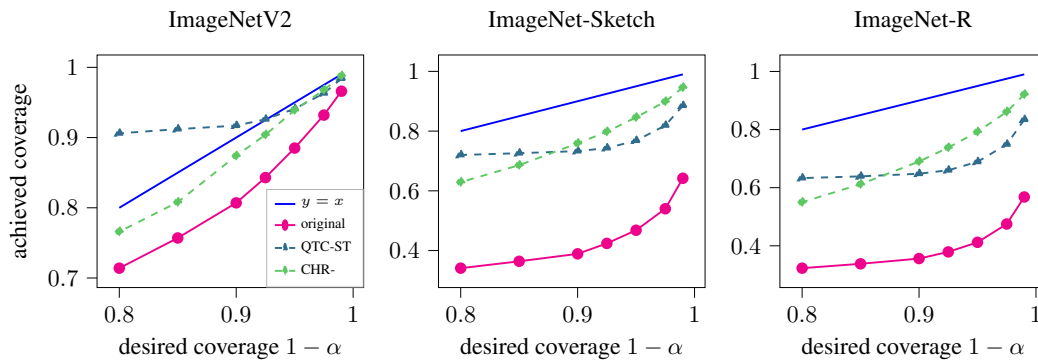 ImageNetV2
ImageNet-Sketch
ImageNet-R
achieved coverage
1
0.9
0.8
0.7
y = x
original
QTC-ST
CHR-
0.8 0.9 1
desired coverage 1 − α
1
0.8
0.6
0.4
0.8 0.9 1
desired coverage 1 − α
1
0.8
0.6
0.4
0.8 0.9 1
desired coverage 1 − α